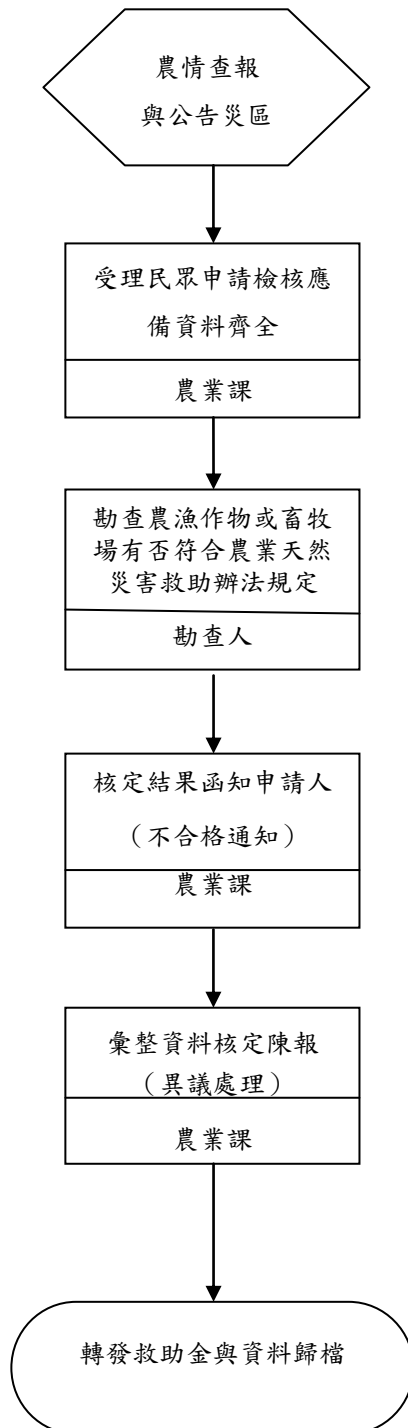 農情查報
與公告災區
受理民眾申請檢核應
備資料齊全
農業課
勘查農漁作物或畜牧
場有否符合農業天然
災害救助辦法規定
勘查人
核定結果函知申請人
（不合格通知）
農業課
彙整資料核定陳報
（異議處理）
農業課
轉發救助金與資料歸檔